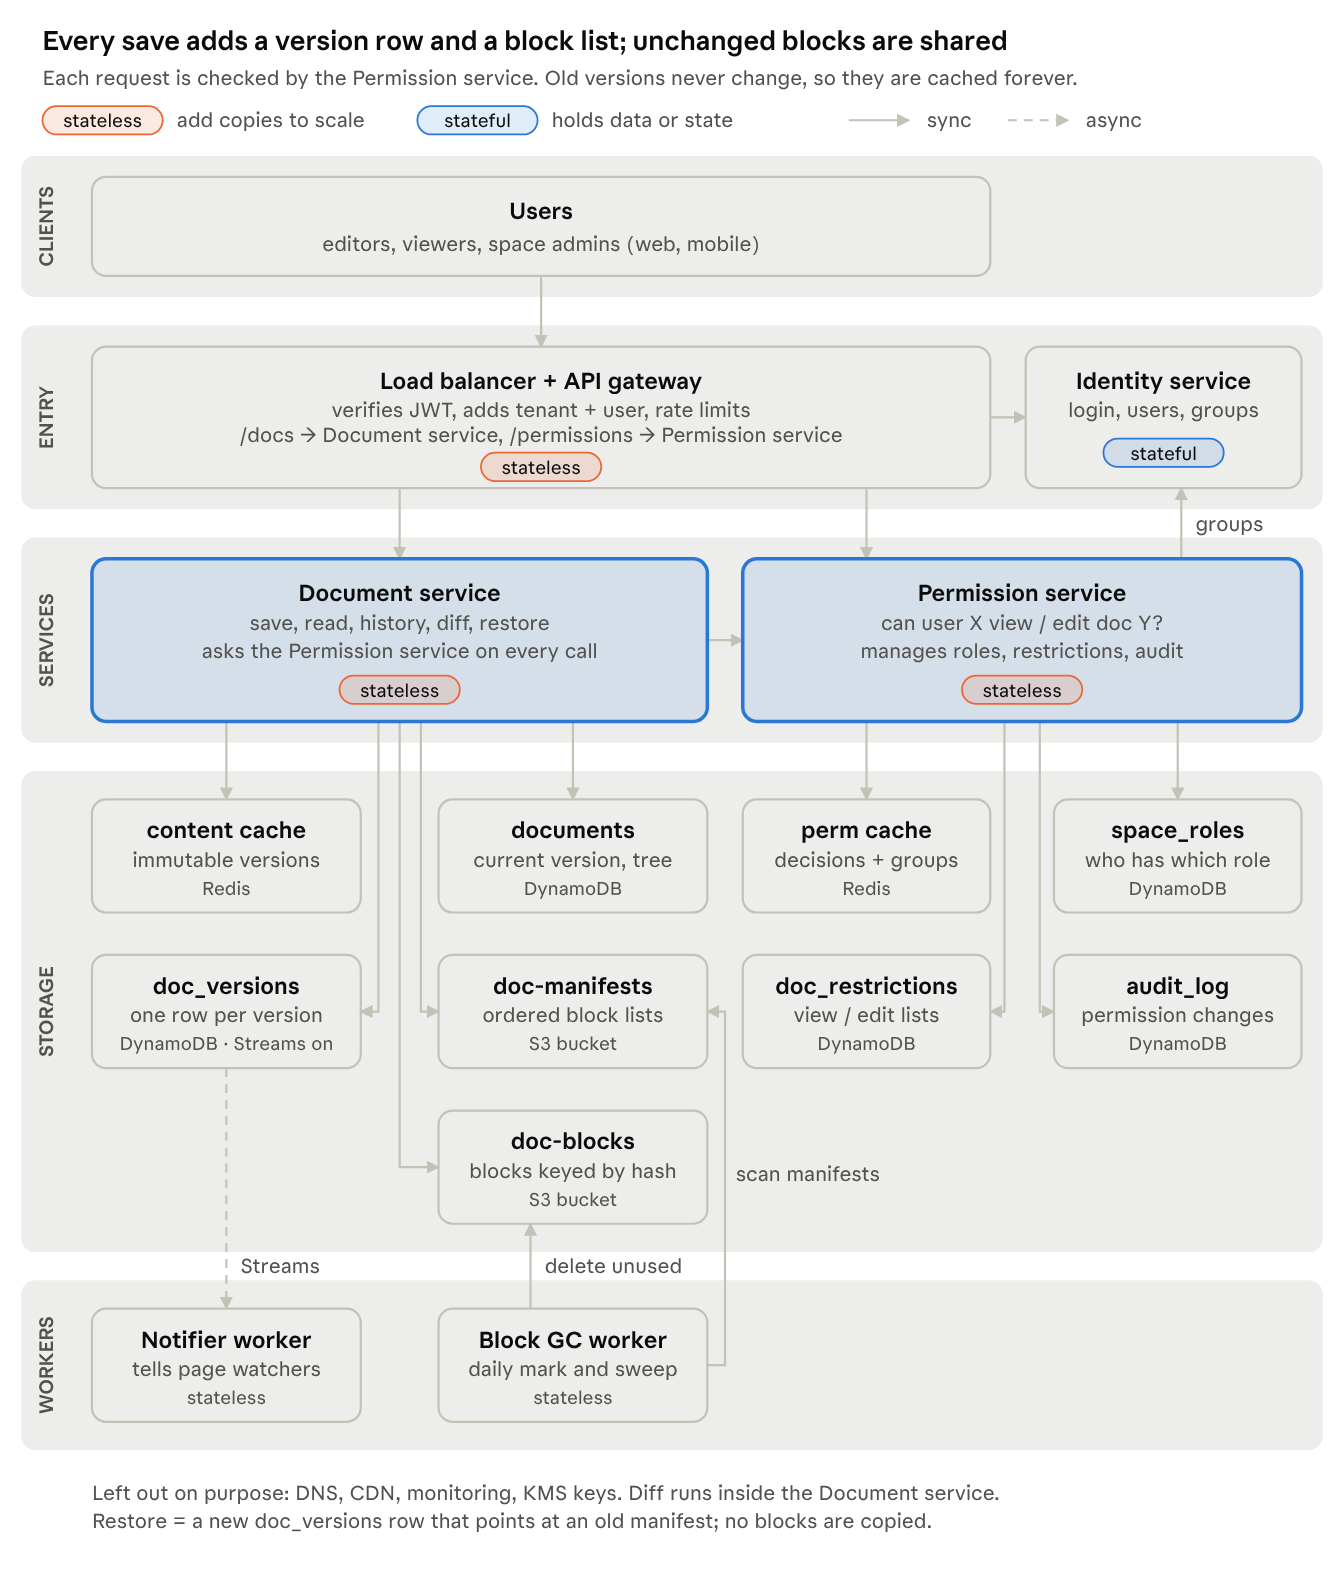 Every save adds a version row and a block list; unchanged blocks are shared
Each request is checked by the Permission service. Old versions never change, so they are cached forever.
stateless add copies to scale stateful holds data or state sync async
CLIENTS
Users
editors, viewers, space admins (web, mobile)
ENTRY
Load balancer + API gateway
verifies JWT, adds tenant + user, rate limits
/docs → Document service, /permissions → Permission service
stateless
Identity service
login, users, groups
stateful
groups
SERVICES
Document service
save, read, history, diff, restore
asks the Permission service on every call
stateless
Permission service
can user X view / edit doc Y?
manages roles, restrictions, audit
stateless
STORAGE
content cache
immutable versions
Redis
documents
current version, tree
DynamoDB
perm cache
decisions + groups
Redis
space_roles
who has which role
DynamoDB
doc_versions
one row per version
DynamoDB · Streams on
doc-manifests
ordered block lists
S3 bucket
doc_restrictions
view / edit lists
DynamoDB
audit_log
permission changes
DynamoDB
doc-blocks
blocks keyed by hash
S3 bucket
scan manifests
Streams
delete unused
WORKERS
Notifier worker
tells page watchers
stateless
Block GC worker
daily mark and sweep
stateless
Left out on purpose: DNS, CDN, monitoring, KMS keys. Diff runs inside the Document service.
Restore = a new doc_versions row that points at an old manifest; no blocks are copied.